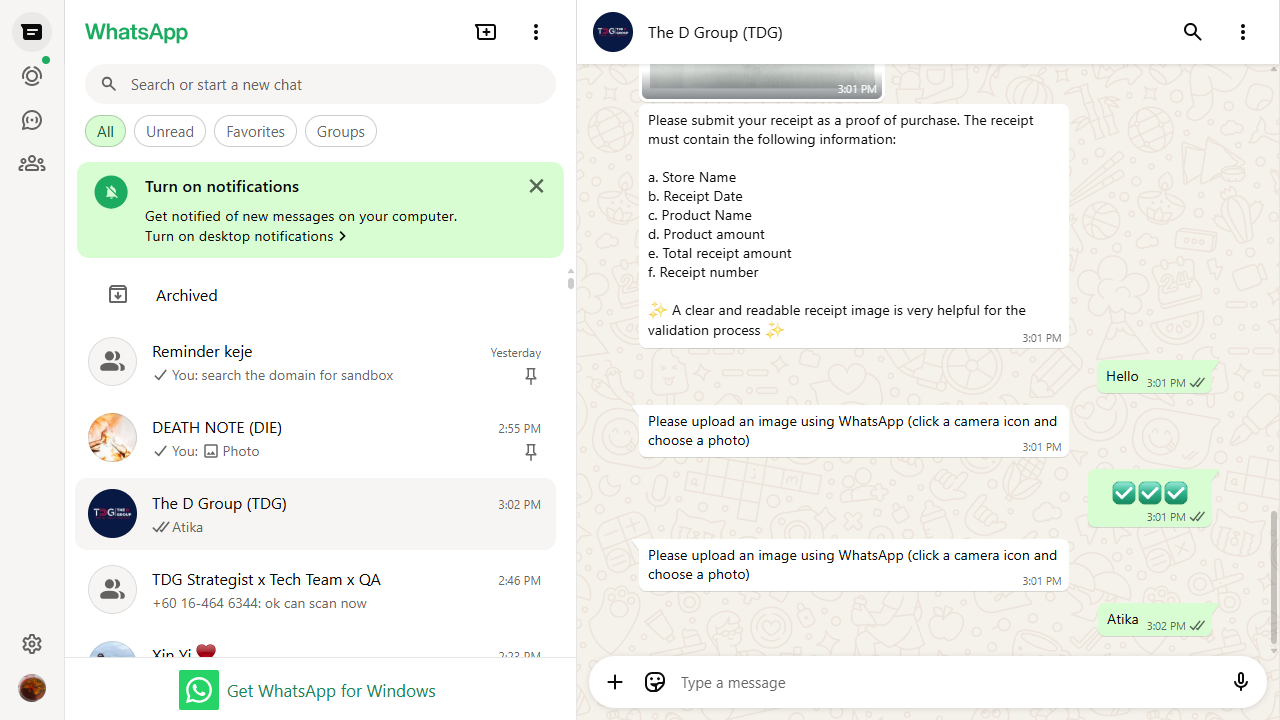 WhatsApp
Search or start a new chat
All
Unread
Favorites
Groups
Turn on notifications
Get notified of new messages on your computer.
Turn on desktop notifications
Archived
Reminder keje
Yesterday
You: search the domain for sandbox
DEATH NOTE (DIE)
2:55 PM
You: Photo
The D Group (TDG)
3:02 PM
Atika
TDG Strategist x Tech Team x QA
2:46 PM
+60 16-464 6344: ok can scan now
Xin Yi ❤️
2:23 PM
Get WhatsApp for Windows
TDG THE D GROUP
The D Group (TDG)
3:01 PM
Please submit your receipt as a proof of purchase. The receipt
must contain the following information:
a. Store Name
b. Receipt Date
c. Product Name
d. Product amount
e. Total receipt amount
f. Receipt number
✨ A clear and readable receipt image is very helpful for the
validation process ✨
3:01 PM
Hello
3:01 PM
Please upload an image using WhatsApp (click a camera icon and
choose a photo)
3:01 PM
✅✅✅
3:01 PM
Please upload an image using WhatsApp (click a camera icon and
choose a photo)
3:01 PM
Atika
3:02 PM
Type a message